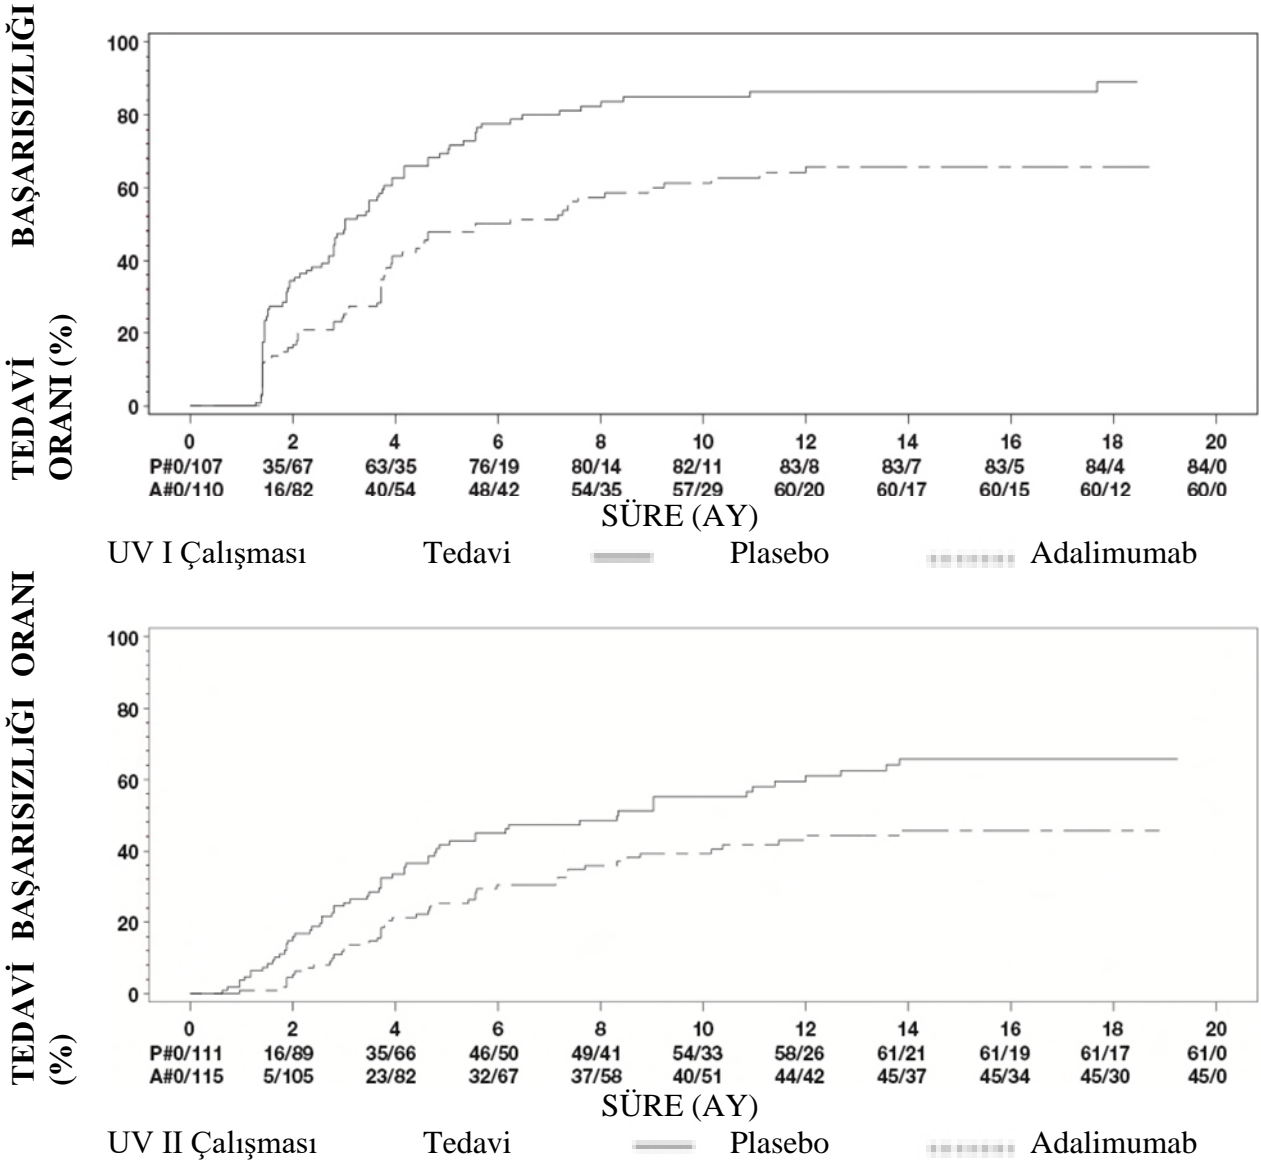 TEDAVİ BAŞARISIZLIĞI
ORANI (%)
100
80
60
40
20
0
0 2 4 6 8 10 12 14 16 18 20
P#0/107 35/67 63/35 76/19 80/14 82/11 83/8 83/7 83/5 84/4 84/0
A#0/110 16/82 40/54 48/42 54/35 57/29 60/20 60/17 60/15 60/12 60/0
SÜRE (AY)
UV I Çalışması Tedavi Plasebo Adalimumab
TEDAVİ BAŞARISIZLIĞI ORANI
(%)
100
80
60
40
20
0
0 2 4 6 8 10 12 14 16 18 20
P#0/111 16/89 35/66 46/50 49/41 54/33 58/26 61/21 61/19 61/17 61/0
A#0/115 5/105 23/82 32/67 37/58 40/51 44/42 45/37 45/34 45/30 45/0
SÜRE (AY)
UV II Çalışması Tedavi Plasebo Adalimumab